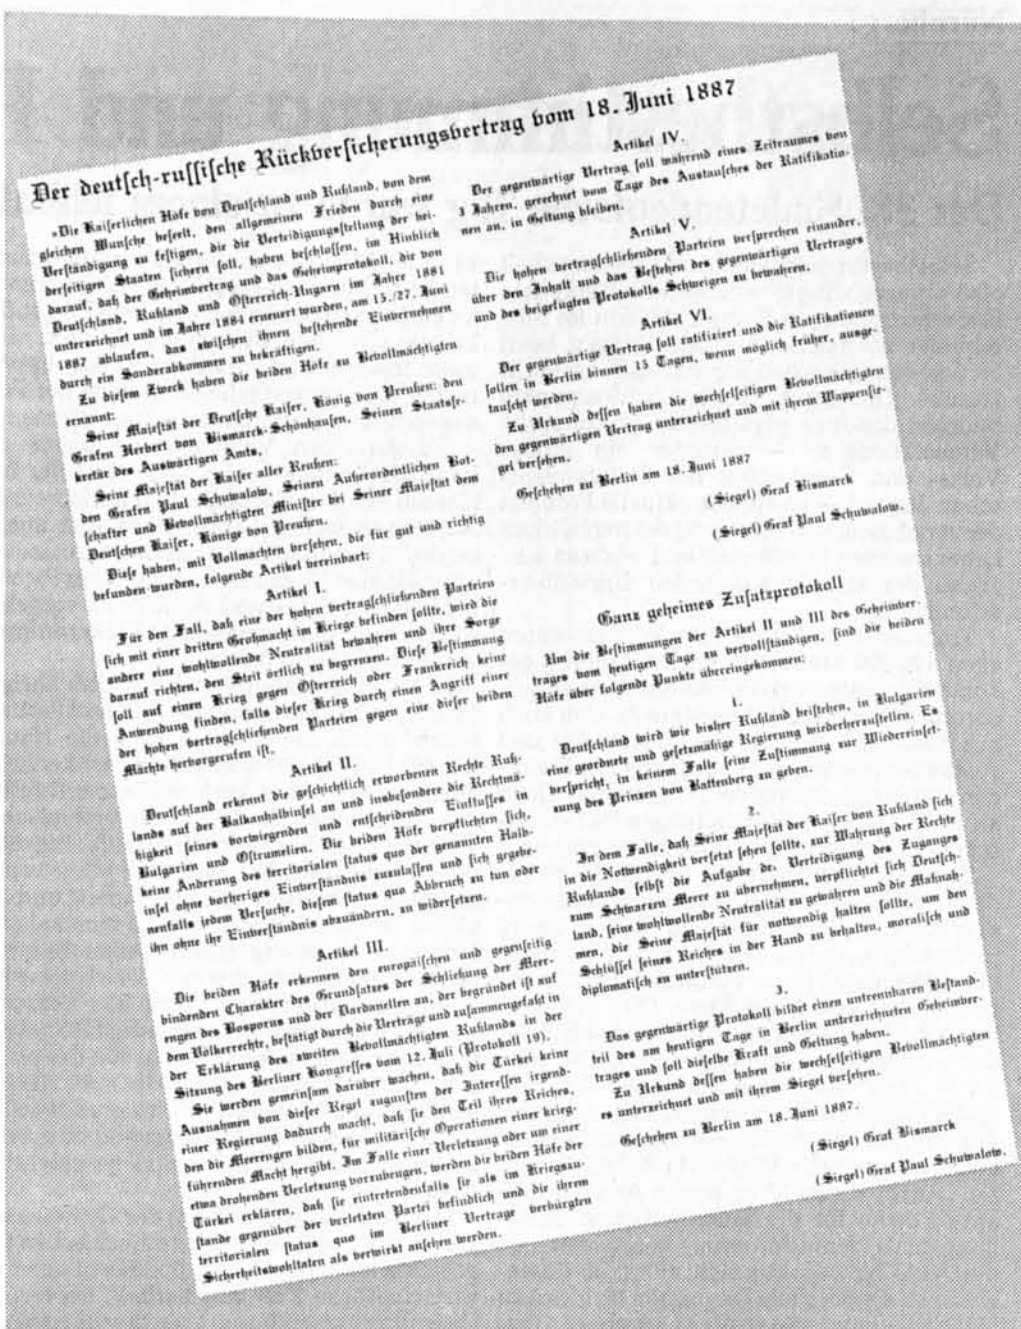 Der deutsch-russische Rückversicherungsvertrag vom 18. Juni 1887
„Die Kaiserlichen Höfe von Deutschland und Rußland, von dem
gleichen Wunsche beseelt, den allgemeinen Frieden durch eine
Verständigung zu festigen, die die Verteidigungsstellung der bei-
derseitigen Staaten sichern soll, haben beschlossen, im Hinblick
darauf, daß der Geheimvertrag und das Geheimprotokoll, die von
Deutschland, Rußland und Österreich-Ungarn im Jahre 1881
unterzeichnet und im Jahre 1884 erneuert wurden, am 15./27. Juni
1887 ablaufen, das zwischen ihnen bestehende Einvernehmen
durch ein Sonderabkommen zu bekräftigen.
Zu diesem Zweck haben die beiden Höfe zu Bevollmächtigten
ernannt:
Seine Majestät der Deutsche Kaiser, König von Preußen: den
Grafen Herbert von Bismarck-Schönhausen, Seinen Staatsse-
kretär des Auswärtigen Amts,
Seine Majestät der Kaiser aller Reußen:
den Grafen Paul Schuwalow, Seinen Außerordentlichen Bot-
schafter und Bevollmächtigten Minister bei Seiner Majestät dem
Deutschen Kaiser, Könige von Preußen.
Diese haben, mit Vollmachten versehen, die für gut und richtig
befunden wurden, folgende Artikel vereinbart:
Artikel I.
Für den Fall, daß eine der hohen vertragschließenden Parteien
sich mit einer dritten Großmacht im Kriege befinden sollte, wird die
andere eine wohlwollende Neutralität bewahren und ihre Sorge
darauf richten, den Steit örtlich zu begrenzen. Diese Bestimmung
soll auf einen Krieg gegen Österreich oder Frankreich keine
Anwendung finden, falls dieser Krieg durch einen Angriff einer
der hohen vertragschließenden Parteien gegen eine dieser beiden
Mächte hervorgerufen ist.
Artikel II.
Deutschland erkennt die geschichtlich erworbenen Rechte Ruß-
lands auf der Balkanhalbinsel an und insbesondere die Rechtmä-
ßigkeit seines vorwiegenden und entscheidenden Einflusses in
Bulgarien und Ostrumelien. Die beiden Höfe verpflichten sich,
keine Änderung des territorialen status quo der genannten Halb-
insel ohne vorheriges Einverständnis zuzulassen und sich gegebe-
nenfalls jedem Versuche, diesem status quo Abbruch zu tun oder
ihn ohne ihr Einverständnis abzuändern, zu widersetzen.
Artikel III.
Die beiden Höfe erkennen den europäischen und gegenseitig
bindenden Charakter des Grundsatzes der Schließung der Meer-
engen des Bosporus und der Dardanellen an, der begründet ist auf
dem Völkerrechte, bestätigt durch die Verträge und zusammengefaßt in
der Erklärung des zweiten Bevollmächtigten Rußlands in der
Sitzung des Berliner Kongresses vom 12. Juli (Protokoll 19).
Sie werden gemeinsam darüber wachen, daß die Türkei keine
Ausnahmen von dieser Regel zugunsten der Interessen irgend-
einer Regierung dadurch macht, daß sie den Teil ihres Reiches,
den die Meerengen bilden, für militärische Operationen einer krieg-
führenden Macht hergibt. Im Falle einer Verletzung oder um einer
etwa drohenden Verletzung vorzubeugen, werden die beiden Höfe der
Türkei erklären, daß sie eintretendenfalls sie als im Kriegszu-
stande gegenüber der verletzten Partei befindlich und die ihrem
territorialen status quo im Berliner Vertrage verbürgten
Sicherheitswohltaten als verwirkt ansehen werden.
Artikel IV.
Der gegenwärtige Vertrag soll während eines Zeitraumes von
3 Jahren, gerechnet vom Tage des Austausches der Ratifikatio-
nen an, in Geltung bleiben.
Artikel V.
Die hohen vertragschließenden Parteien versprechen einander,
über den Inhalt und das Bestehen des gegenwärtigen Vertrages
und des beigefügten Protokolls Schweigen zu bewahren.
Artikel VI.
Der gegenwärtige Vertrag soll ratifiziert und die Ratifikationen
sollen in Berlin binnen 15 Tagen, wenn möglich früher, ausge-
tauscht werden.
Zu Urkund dessen haben die wechselseitigen Bevollmächtigten
den gegenwärtigen Vertrag unterzeichnet und mit ihrem Wappensie-
gel versehen.
Geschehen zu Berlin am 18. Juni 1887
(Siegel) Graf Bismarck
(Siegel) Graf Paul Schuwalow.
Ganz geheimes Zusatzprotokoll
Um die Bestimmungen der Artikel II und III des Geheimver-
trages vom heutigen Tage zu vervollständigen, sind die beiden
Höfe über folgende Punkte übereingekommen:
1.
Deutschland wird wie bisher Rußland beistehen, in Bulgarien
eine geordnete und gesetzmäßige Regierung wiederherzustellen. Es
verspricht, in keinem Falle seine Zustimmung zur Wiedereinset-
zung des Prinzen von Battenberg zu geben.
2.
In dem Falle, daß Seine Majestät der Kaiser von Rußland sich
in die Notwendigkeit versetzt sehen sollte, zur Wahrung der Rechte
Rußlands selbst die Aufgabe der Verteidigung des Zuganges
zum Schwarzen Meere zu übernehmen, verpflichtet sich Deutsch-
land, seine wohlwollende Neutralität zu gewähren und die Maßnah-
men, die Seine Majestät für notwendig halten sollte, um den
Schlüssel seines Reiches in der Hand zu behalten, moralisch und
diplomatisch zu unterstützen.
3.
Das gegenwärtige Protokoll bildet einen untrennbaren Bestand-
teil des am heutigen Tage in Berlin unterzeichneten Geheimver-
trages und soll dieselbe Kraft und Geltung haben.
Zu Urkund dessen haben die wechselseitigen Bevollmächtigten
es unterzeichnet und mit ihrem Siegel versehen.
Geschehen zu Berlin am 18. Juni 1887.
(Siegel) Graf Bismarck
(Siegel) Graf Paul Schuwalow.